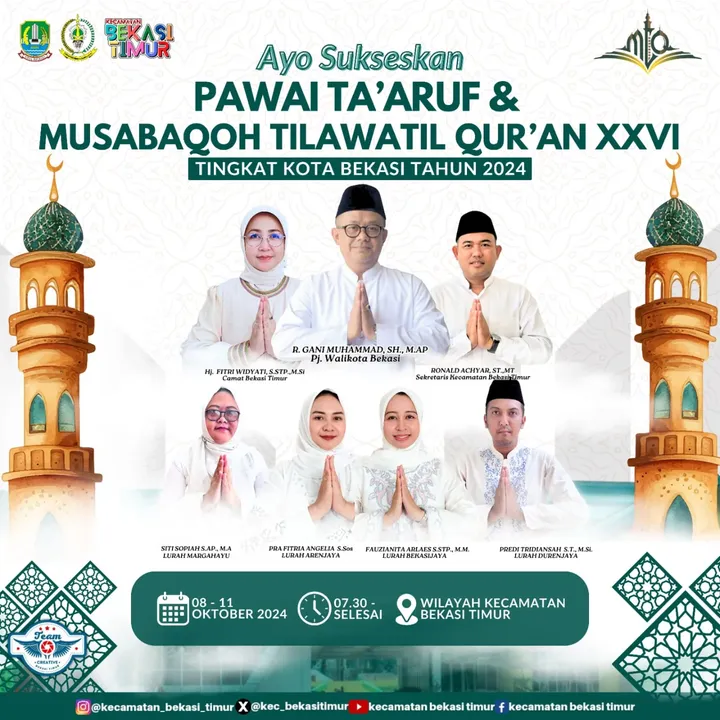 KECAMATAN
BEKASI
TIMUR
mtq
Ayo Sukseskan
PAWAI TA'ARUF &
MUSABAQOH TILAWATIL QUR'AN XXVI
TINGKAT KOTA BEKASI TAHUN 2024
R. GANI MUHAMMAD, SH., M.AP
Pj. Walikota Bekasi
Hj. FITRI WIDYATI, S.STP.,M.Si
Camat Bekasi Timur
RONALD ACHYAR, ST.,MT
Sekretaris Kecamatan Bekasi Timur
SITI SOPIAH S.AP., M.A
LURAH MARGAHAYU
PRA FITRIA ANGELIA S.Sos
LURAH ARENJAYA
FAUZIANITA ARLAES S.STP., M.M.
LURAH BEKASIJAYA
PREDI TRIDIANSAH S.T., M.Si.
LURAH DURENJAYA
08 - 11
OKTOBER 2024
07.30 -
SELESAI
WILAYAH KECAMATAN
BEKASI TIMUR
Team
CREATIVE
@kecamatan_bekasi_timur @kec_bekasitimur kecamatan bekasi timur kecamatan bekasi timur